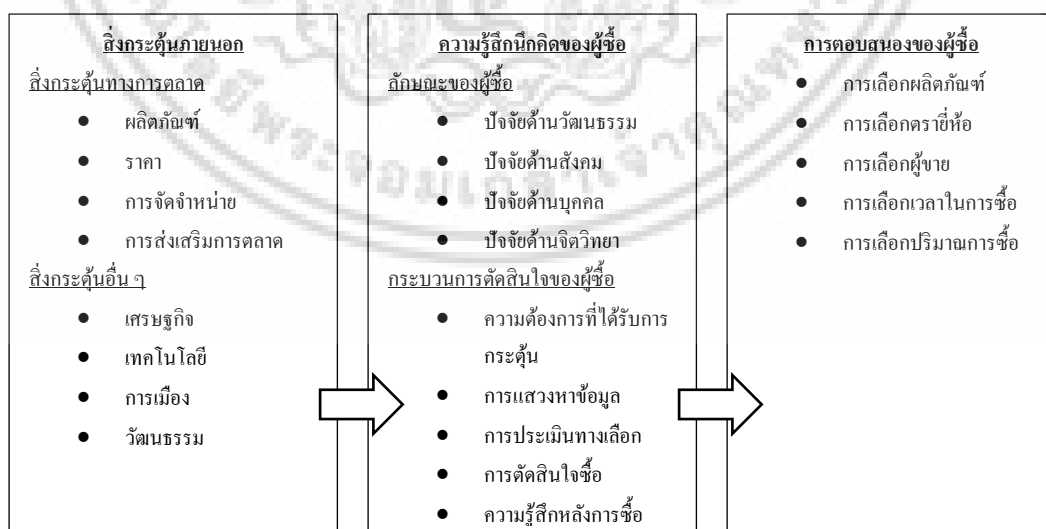 สิ่งกระตุ้นภายนอก
สิ่งกระตุ้นทางการตลาด
● ผลิตภัณฑ์
● ราคา
● การจัดจำหน่าย
● การส่งเสริมการตลาด
สิ่งกระตุ้นอื่น ๆ
● เศรษฐกิจ
● เทคโนโลยี
● การเมือง
● วัฒนธรรม
ความรู้สึกนึกคิดของผู้ซื้อ
ลักษณะของผู้ซื้อ
● ปัจจัยด้านวัฒนธรรม
● ปัจจัยด้านสังคม
● ปัจจัยด้านบุคคล
● ปัจจัยด้านจิตวิทยา
กระบวนการตัดสินใจของผู้ซื้อ
● ความต้องการที่ได้รับการ
กระตุ้น
● การแสวงหาข้อมูล
● การประเมินทางเลือก
● การตัดสินใจซื้อ
● ความรู้สึกหลังการซื้อ
การตอบสนองของผู้ซื้อ
● การเลือกผลิตภัณฑ์
● การเลือกตรายี่ห้อ
● การเลือกผู้ขาย
● การเลือกเวลาในการซื้อ
● การเลือกปริมาณการซื้อ